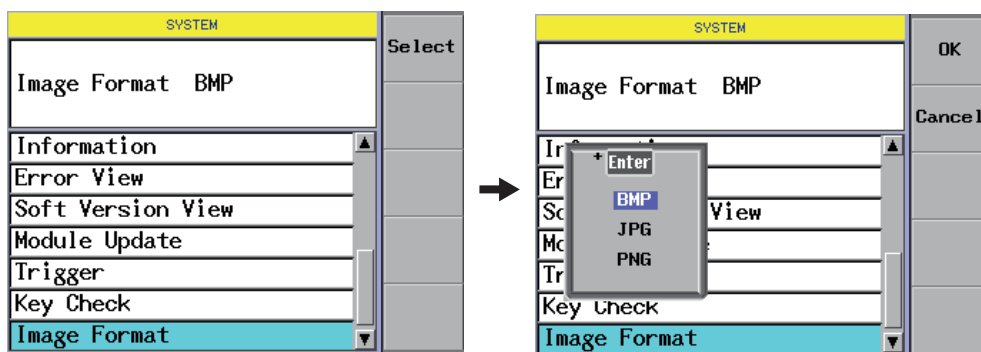 SYSTEM
Select
Image Format BMP
Information
Error View
Soft Version View
Module Update
Trigger
Key Check
Image Format
SYSTEM
OK
Image Format BMP
Cancel
+ Enter
BMP
View
JPG
PNG
Key Check
Image Format